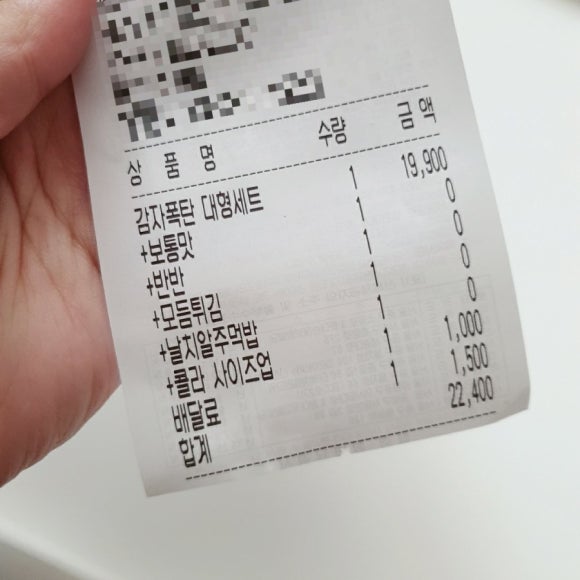 상 품 명 수량 금 액
감자폭탄 대형세트 1 19,900
+보통맛 1 0
+반반 1 0
+모듬튀김 1 0
+날치알주먹밥 1 0
+콜라 사이즈업 1 1,000
배달료 1 1,500
합계 22,400